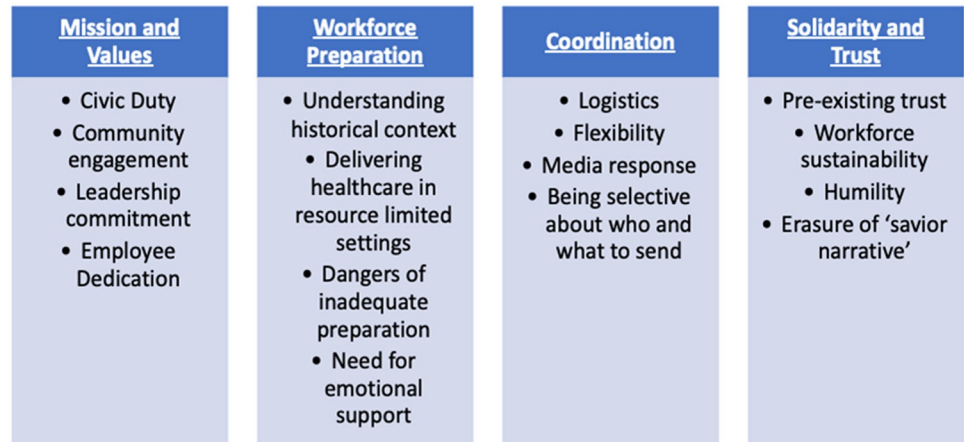 Mission and
Values
• Civic Duty
• Community
engagement
• Leadership
commitment
• Employee
Dedication
Workforce
Preparation
• Understanding
historical context
• Delivering
healthcare in
resource limited
settings
• Dangers of
inadequate
preparation
• Need for
emotional
support
Coordination
• Logistics
• Flexibility
• Media response
• Being selective
about who and
what to send
Solidarity and
Trust
• Pre-existing trust
• Workforce
sustainability
• Humility
• Erasure of ‘savior
narrative’